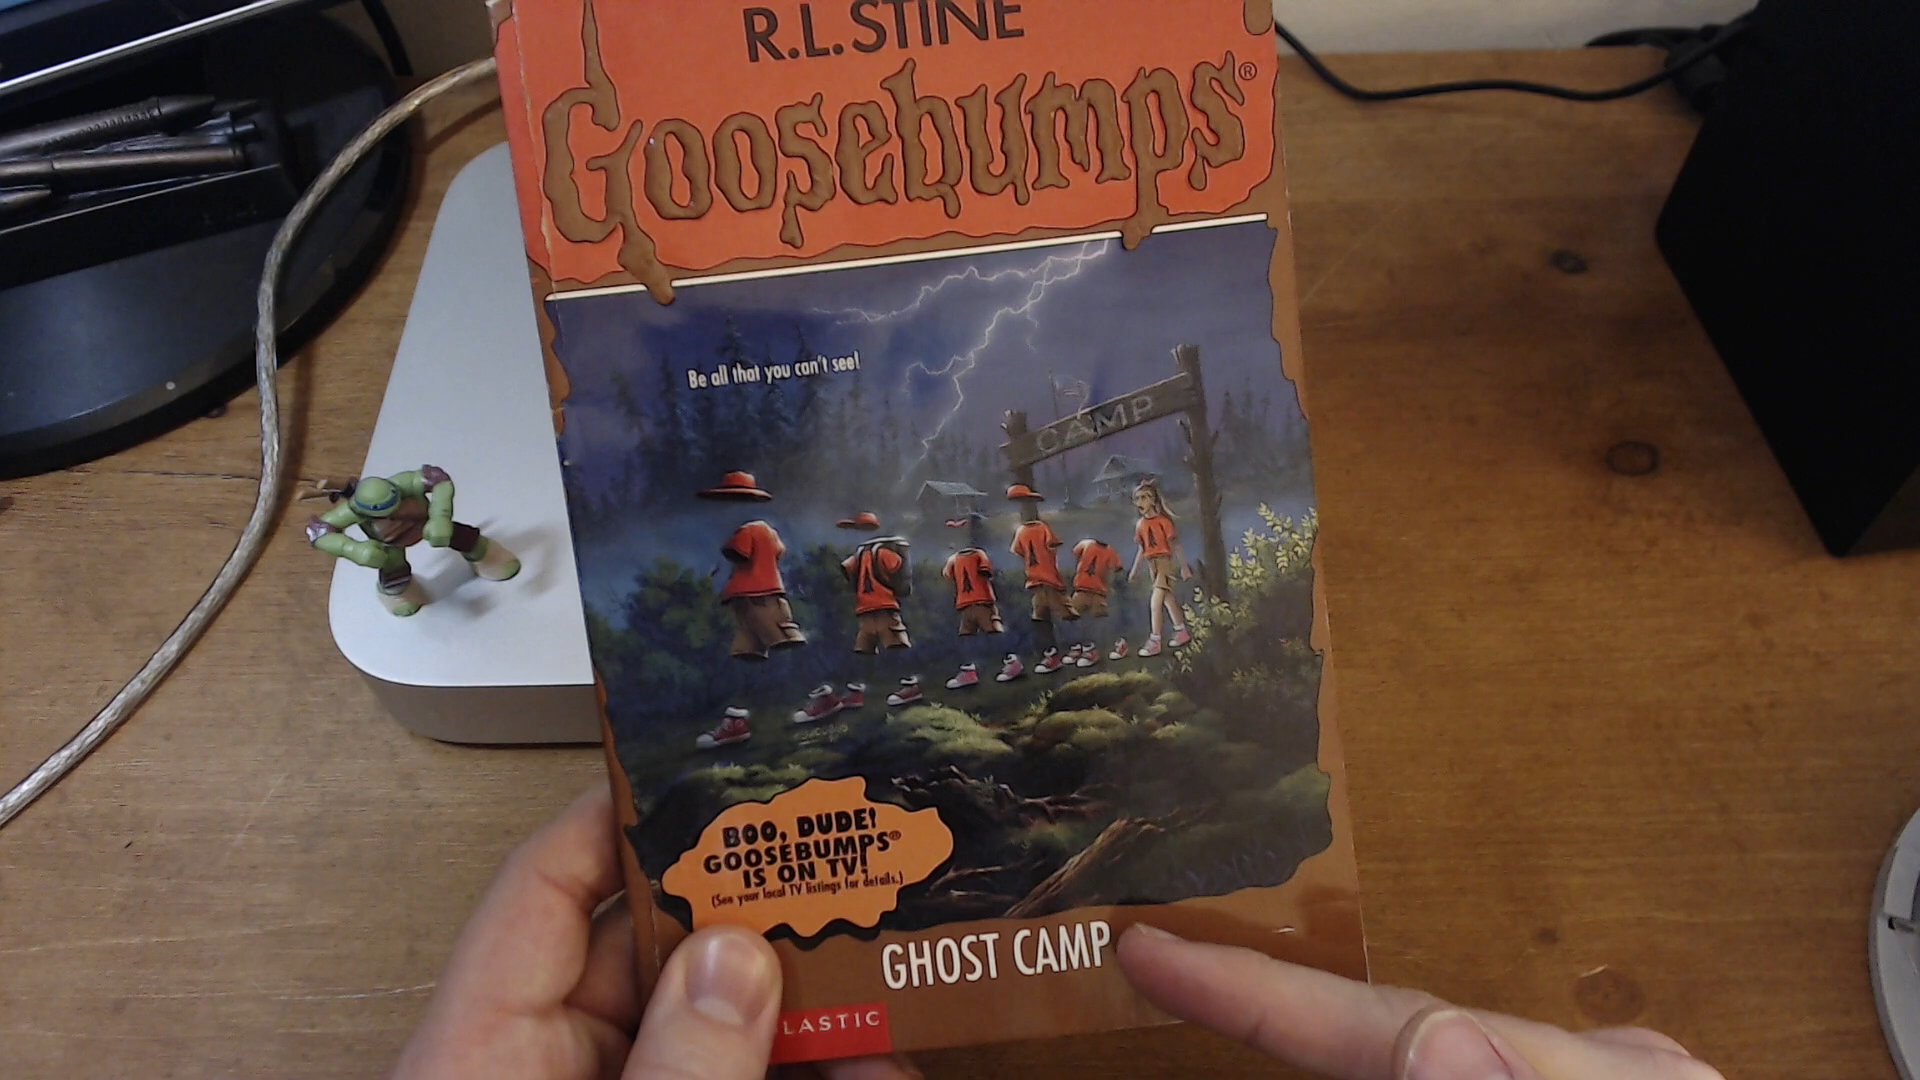 R.L. STINE
Goosebumps®
Be all that you can't see!
CAMP
A
A
A
A
A
BOO, DUDE!
GOOSEBUMPS®
IS ON TV!
(See your local TV listings for details.)
GHOST CAMP
LASTIC